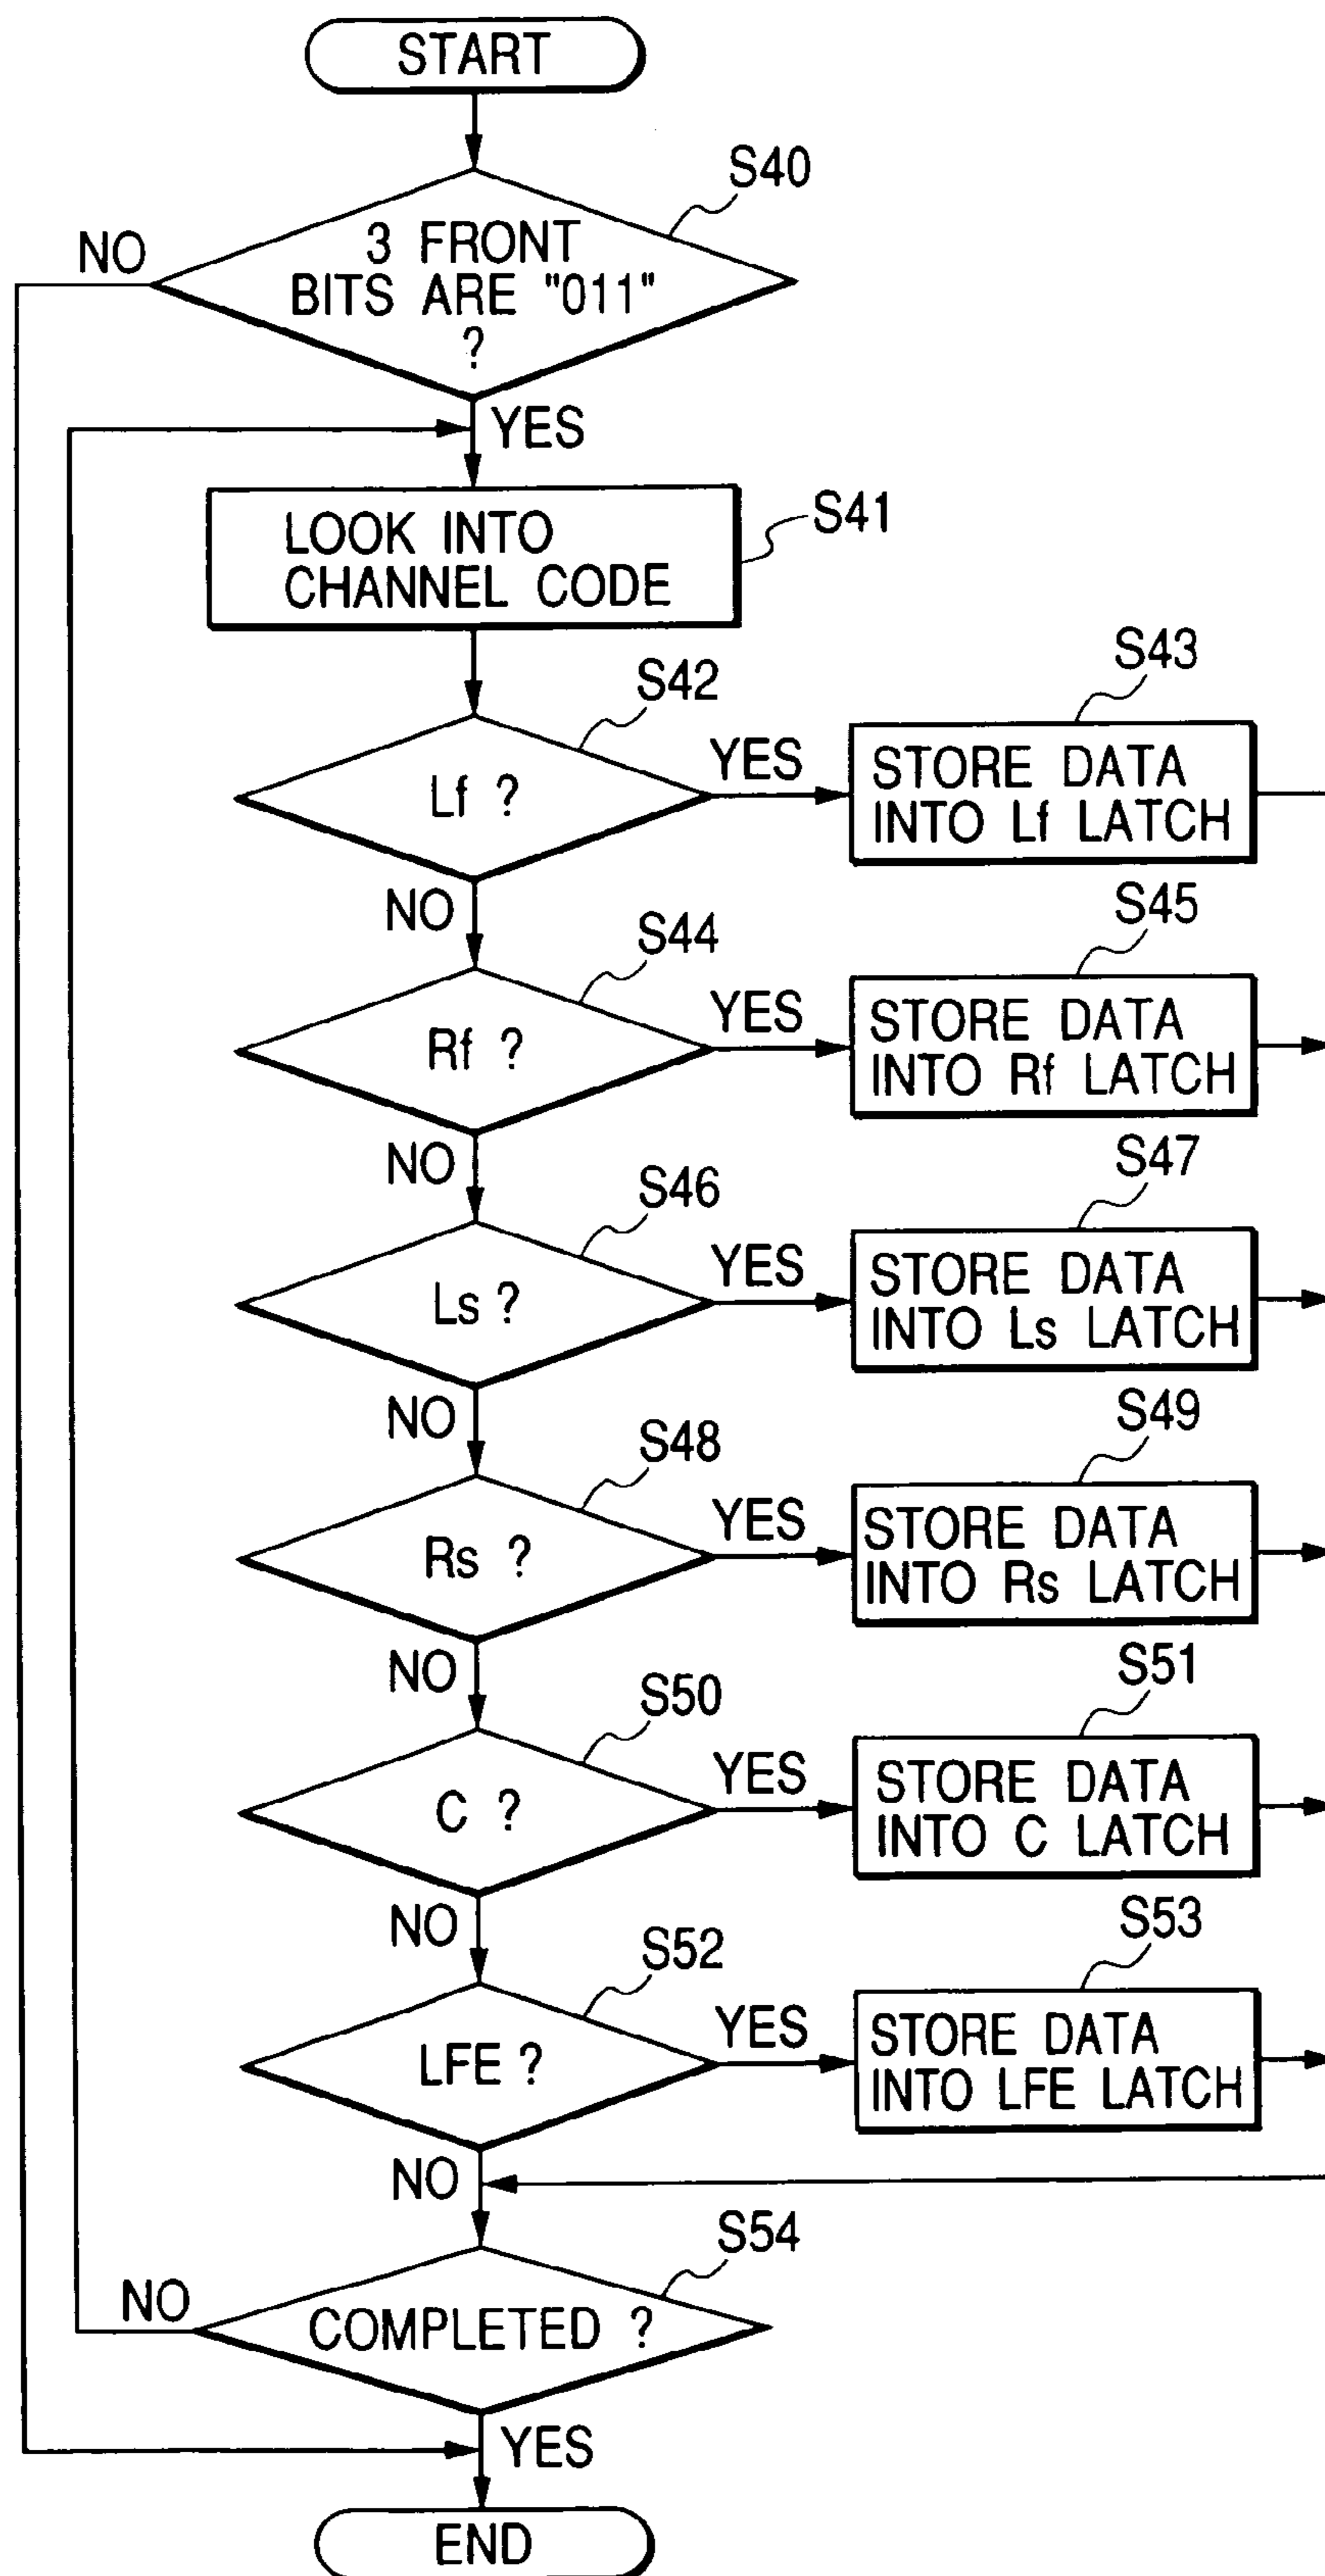 START
S40
NO
3 FRONT
BITS ARE "011"
?
YES
LOOK INTO
CHANNEL CODE
S41
S42
Lf ?
YES
S43
STORE DATA
INTO Lf LATCH
NO
S44
Rf ?
YES
S45
STORE DATA
INTO Rf LATCH
NO
S46
Ls ?
YES
S47
STORE DATA
INTO Ls LATCH
NO
S48
Rs ?
YES
S49
STORE DATA
INTO Rs LATCH
NO
S50
C ?
YES
S51
STORE DATA
INTO C LATCH
NO
S52
LFE ?
YES
S53
STORE DATA
INTO LFE LATCH
NO
S54
NO
COMPLETED ?
YES
END